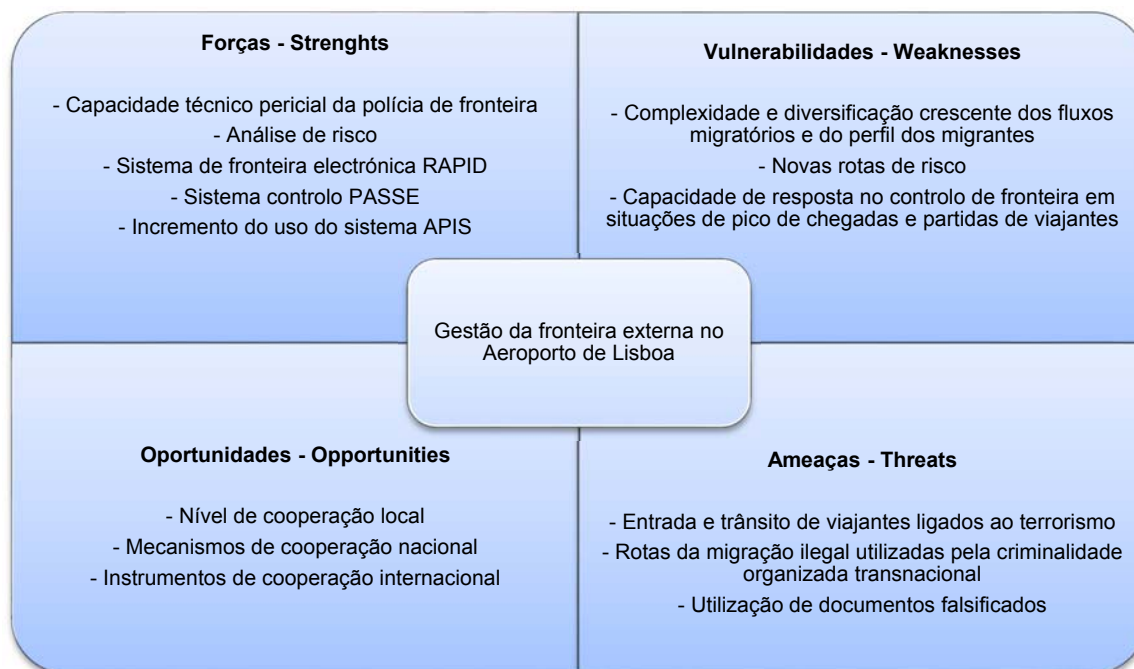 Forças - Strenghts
- Capacidade técnico pericial da polícia de fronteira
- Análise de risco
- Sistema de fronteira electrónica RAPID
- Sistema controlo PASSE
- Incremento do uso do sistema APIS
Vulnerabilidades - Weaknesses
- Complexidade e diversificação crescente dos fluxos
migratórios e do perfil dos migrantes
- Novas rotas de risco
- Capacidade de resposta no controlo de fronteira em
situações de pico de chegadas e partidas de viajantes
Gestão da fronteira externa no
Aeroporto de Lisboa
Oportunidades - Opportunities
- Nível de cooperação local
- Mecanismos de cooperação nacional
- Instrumentos de cooperação internacional
Ameaças - Threats
- Entrada e trânsito de viajantes ligados ao terrorismo
- Rotas da migração ilegal utilizadas pela criminalidade
organizada transnacional
- Utilização de documentos falsificados